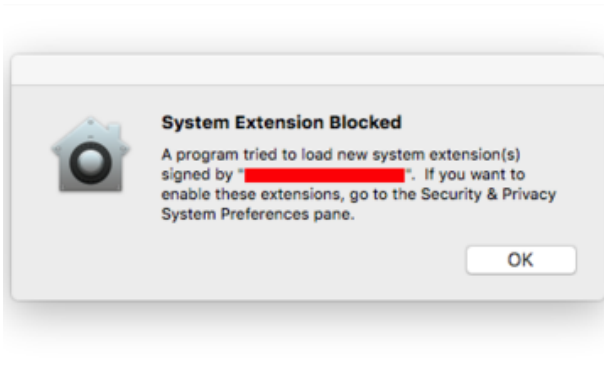 System Extension Blocked
A program tried to load new system extension(s)
signed by "". If you want to
enable these extensions, go to the Security & Privacy
System Preferences pane.
OK